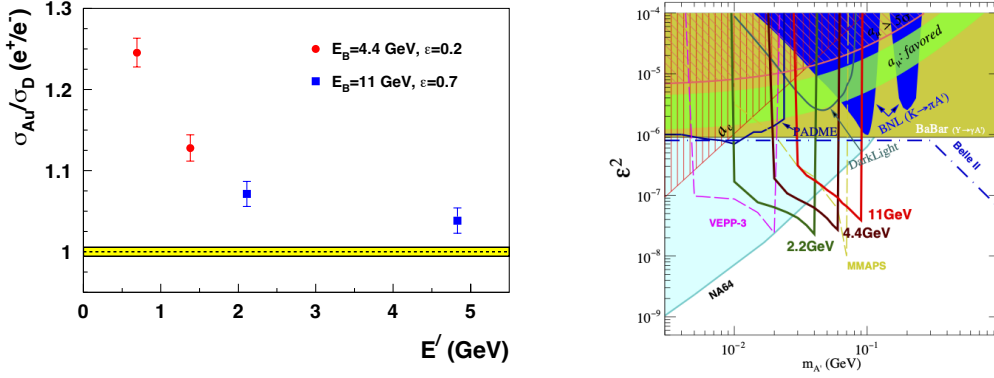 σAu/σD (e⁺/e⁻)
1.3
1.2
1.1
1
E_B=4.4 GeV, ε=0.2
E_B=11 GeV, ε=0.7
0
1
2
3
4
5
E′ (GeV)
ε²
10⁻⁴
10⁻⁵
10⁻⁶
10⁻⁷
10⁻⁸
10⁻⁹
a_μ: favored
a_e
PADME
BNL (K→πA′)
BaBar (Υ→γA′)
DarkLight
Belle II
VEPP-3
11GeV
4.4GeV
2.2GeV
MMAPS
NA64
10⁻²
10⁻¹
m_A′ (GeV)